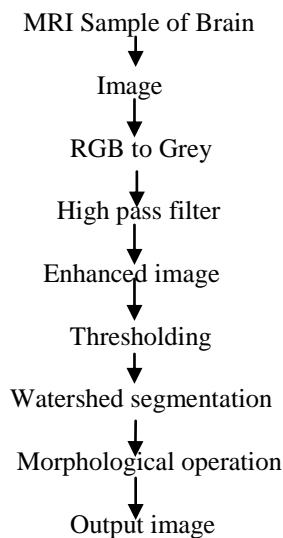 MRI Sample of Brain
Image
RGB to Grey
High pass filter
Enhanced image
Thresholding
Watershed segmentation
Morphological operation
Output image